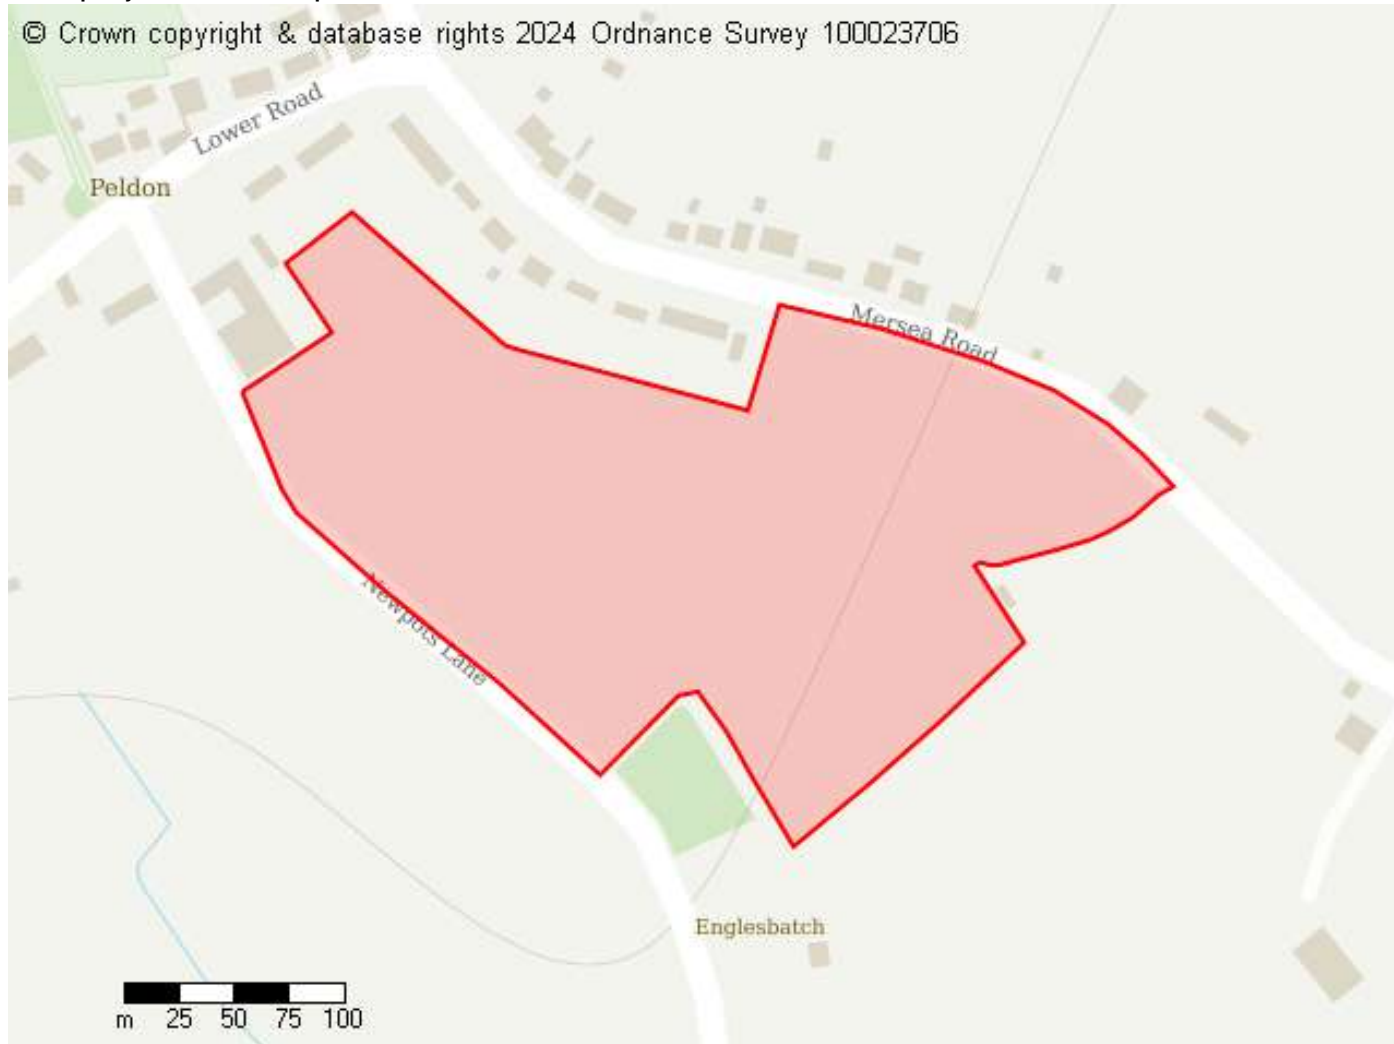 © Crown copyright & database rights 2024 Ordnance Survey 100023706
Lower Road
Peldon
Mersea Road
Newpots Lane
Englesbatch
m 25 50 75 100